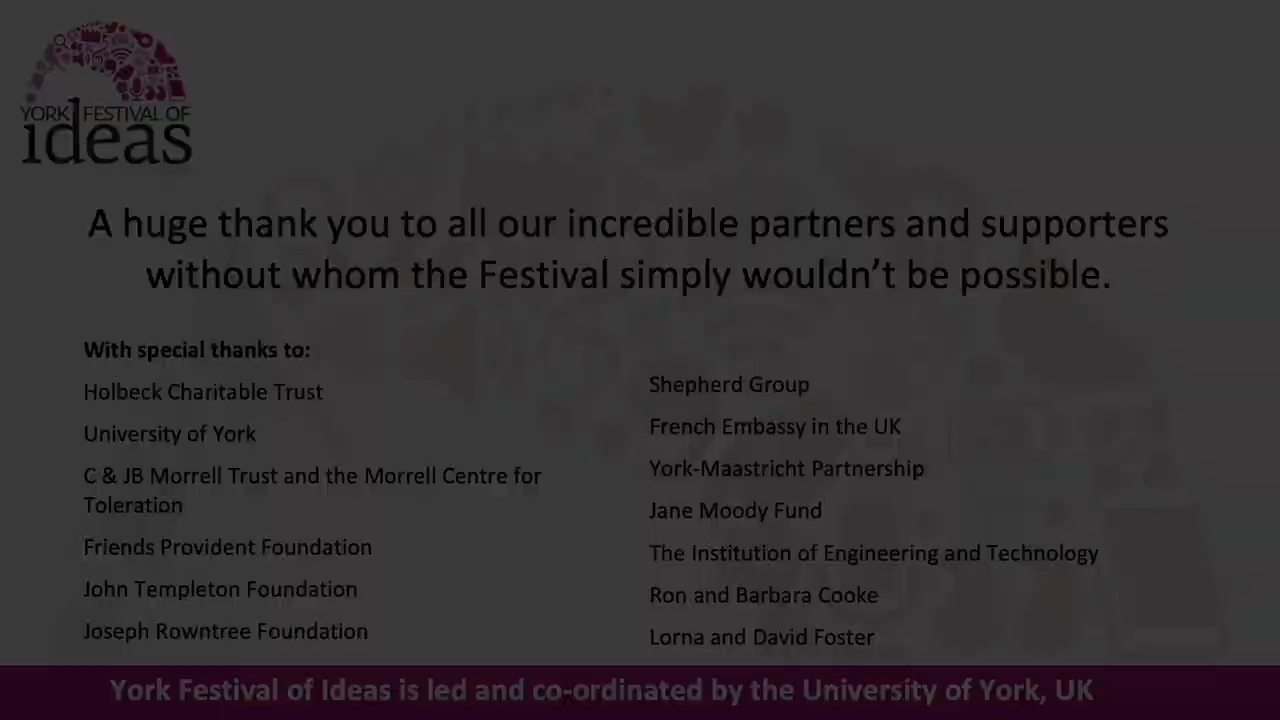 YORK FESTIVAL OF
ideas
A huge thank you to all our incredible partners and supporters
without whom the Festival simply wouldn’t be possible.
With special thanks to:
Holbeck Charitable Trust
University of York
C & JB Morrell Trust and the Morrell Centre for
Toleration
Friends Provident Foundation
John Templeton Foundation
Joseph Rowntree Foundation
Shepherd Group
French Embassy in the UK
York-Maastricht Partnership
Jane Moody Fund
The Institution of Engineering and Technology
Ron and Barbara Cooke
Lorna and David Foster
York Festival of Ideas is led and co-ordinated by the University of York, UK